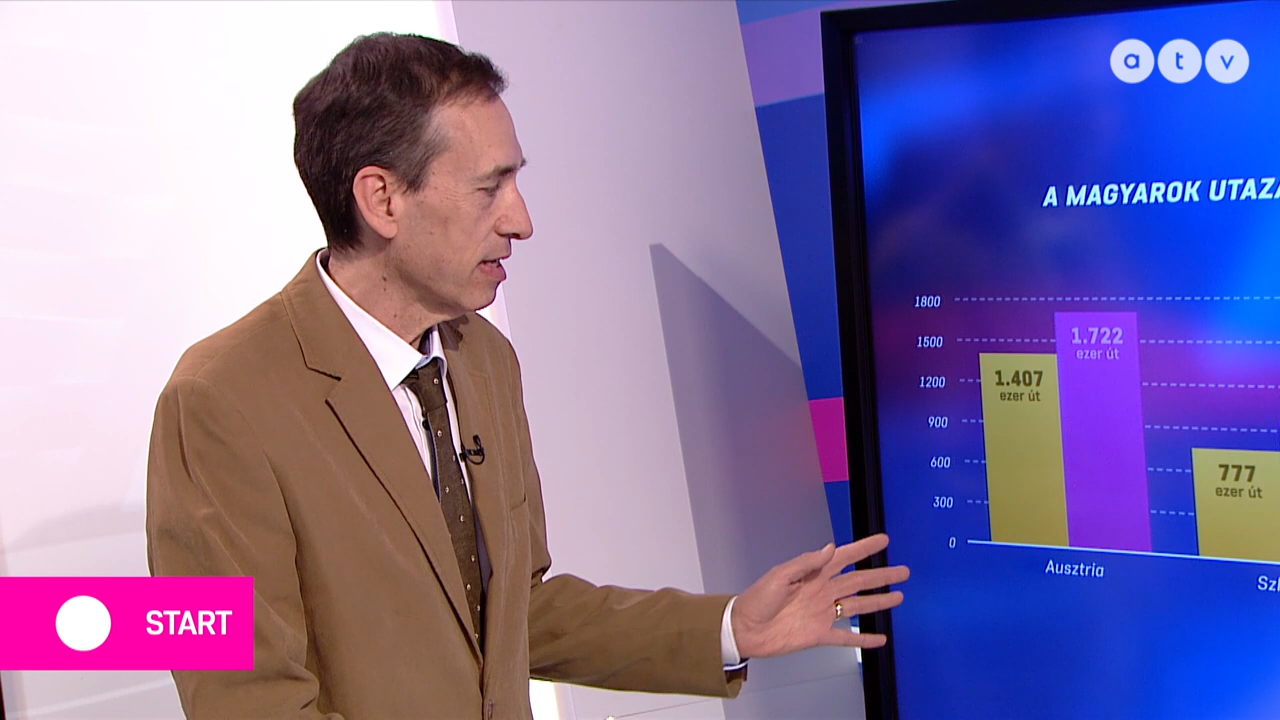 atv
A MAGYAROK UTAZÁ
1800
1500
1200
900
600
300
0
1.407
ezer út
1.722
ezer út
777
ezer út
Ausztria
START